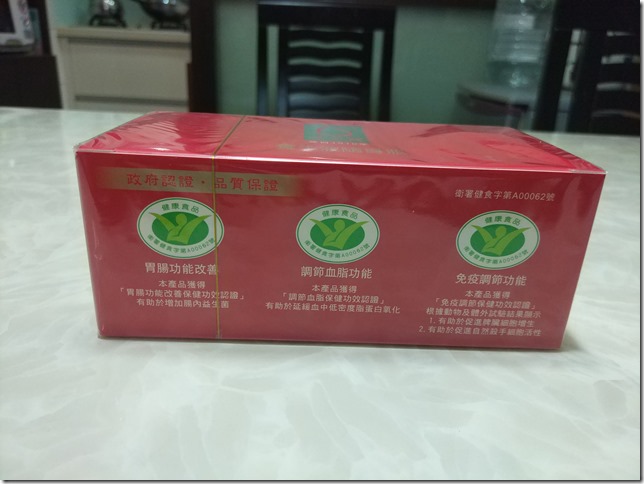 政府認證・品質保證
衛署健食字第A00062號
健康食品
衛署健食字第A00062號
胃腸功能改善
本產品獲得
「胃腸功能改善保健功效認證」
有助於增加腸內益生菌
健康食品
衛署健食字第A00062號
調節血脂功能
本產品獲得
「調節血脂保健功效認證」
有助於延緩血中低密度脂蛋白氧化
健康食品
衛署健食字第A00062號
免疫調節功能
本產品獲得
「免疫調節保健功效認證」
根據動物及體外試驗結果顯示
1. 有助於促進脾臟細胞增生
2. 有助於促進自然殺手細胞活性